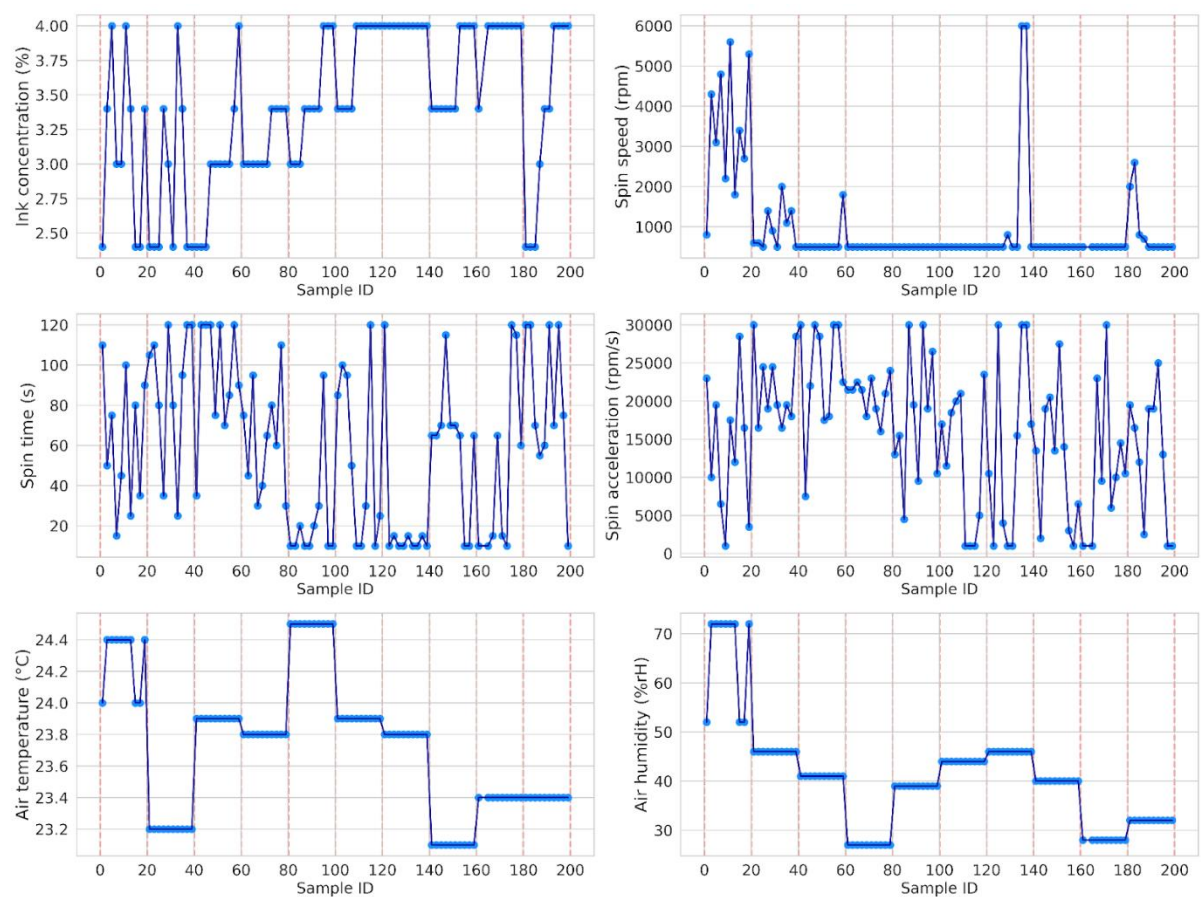 Ink concentration (%)
4.00
3.75
3.50
3.25
3.00
2.75
2.50
0 20 40 60 80 100 120 140 160 180 200
Sample ID
Spin speed (rpm)
6000
5000
4000
3000
2000
1000
0 20 40 60 80 100 120 140 160 180 200
Sample ID
Spin time (s)
120
100
80
60
40
20
0 20 40 60 80 100 120 140 160 180 200
Sample ID
Spin acceleration (rpm/s)
30000
25000
20000
15000
10000
5000
0
0 20 40 60 80 100 120 140 160 180 200
Sample ID
Air temperature (°C)
24.4
24.2
24.0
23.8
23.6
23.4
23.2
0 20 40 60 80 100 120 140 160 180 200
Sample ID
Air humidity (%rH)
70
60
50
40
30
0 20 40 60 80 100 120 140 160 180 200
Sample ID